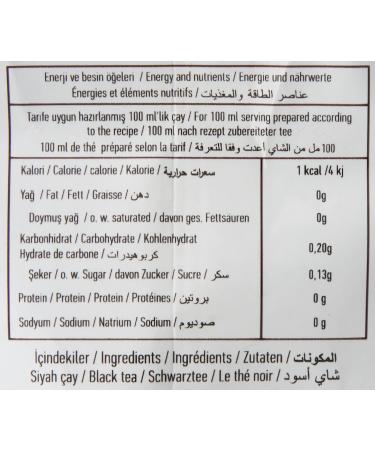 Enerji ve besin öğeleri / Energy and nutrients / Energie und nährwerte
Énergies et éléments nutritifs / عناصر الطاقة و المغذيات
Tarife uygun hazırlanmış 100 ml'lik çay / For 100 ml serving prepared according
to the recipe / 100 ml nach rezept zubereiteter tee
100 ml de thé préparé selon la tarif / 100 مل من الشاي أعدت وفقا للتعرفة
Kalori / Calorie / calorie / Kalorie / سعرات حرارية 1 kcal /4 kj
Yağ / Fat / Fett / Graisse / دهن 0g
Doymuş yağ / o. w. saturated / davon ges. Fettsäuren 0g
Karbonhidrat / Carbohydrate / Kohlenhydrat
Hydrate de carbone / كربوهيدرات 0,20g
Şeker / o. w. Sugar / davon Zucker / Sucre / سكر 0,13g
Protein / Protein / Protein / Protéines / بروتين 0 g
Sodyum / Sodium / Natrium / Sodium / صوديوم 0 g
İçindekiler / Ingredients / Ingrédients / Zutaten / المكونات
Siyah çay / Black tea / Schwarztee / Le thé noir / شاي أسود